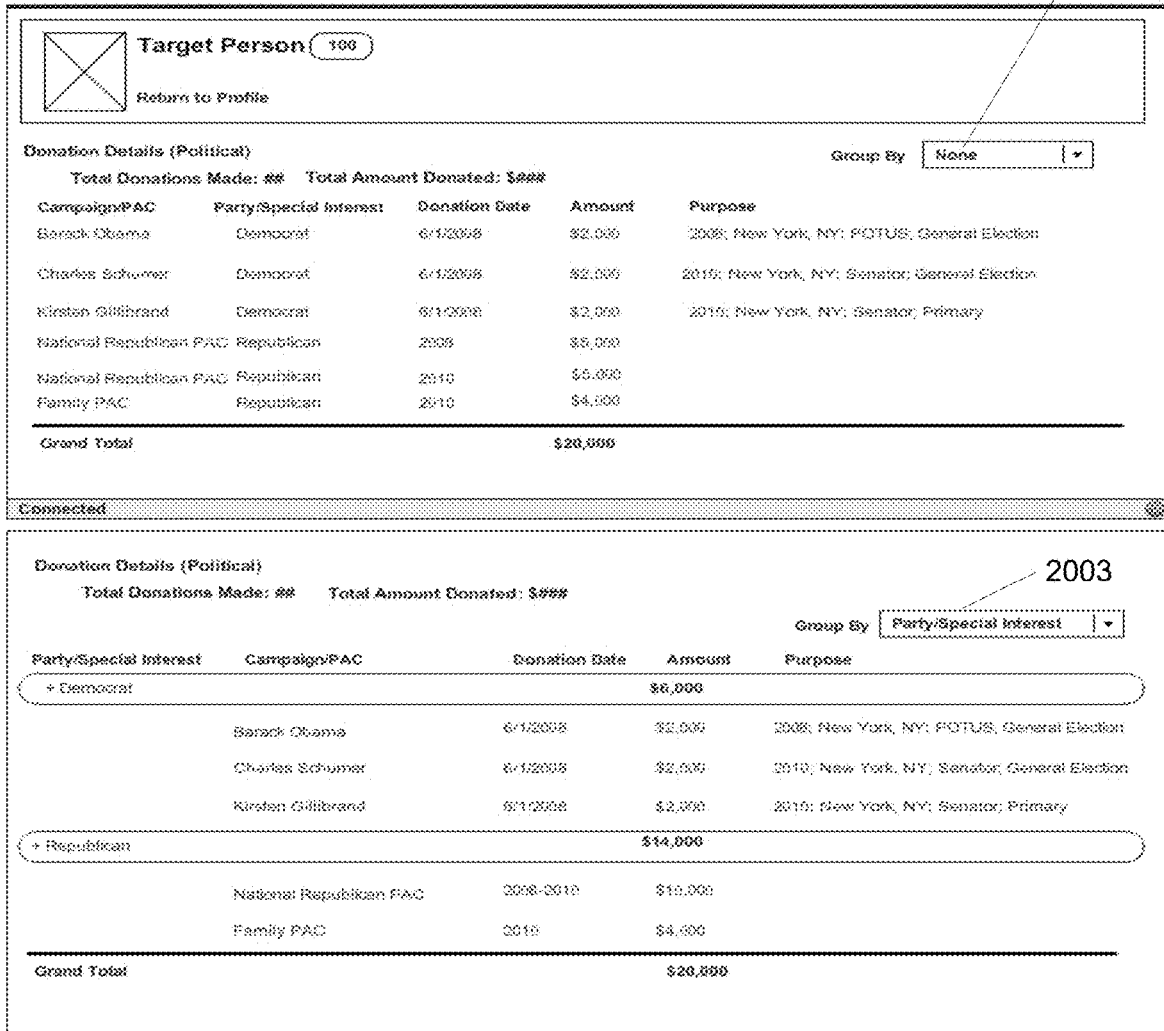 Target Person 100
Return to Profile
Donation Details (Political)
Group By None
Total Donations Made: ## Total Amount Donated: $###
Campaign/PAC Party/Special Interest Donation Date Amount Purpose
Barack Obama Democrat 6/1/2008 $2,000 2008; New York, NY; POTUS; General Election
Charles Schumer Democrat 6/1/2008 $2,000 2010; New York, NY; Senator; General Election
Kirsten Gillibrand Democrat 6/1/2008 $2,000 2010; New York, NY; Senator; Primary
National Republican PAC Republican 2008 $5,000
National Republican PAC Republican 2010 $5,000
Family PAC Republican 2010 $4,000
Grand Total $20,000
Connected
Donation Details (Political)
2003
Total Donations Made: ## Total Amount Donated: $###
Group By Party/Special Interest
Party/Special Interest Campaign/PAC Donation Date Amount Purpose
+ Democrat $6,000
Barack Obama 6/1/2008 $2,000 2008; New York, NY; POTUS; General Election
Charles Schumer 6/1/2008 $2,000 2010; New York, NY; Senator; General Election
Kirsten Gillibrand 6/1/2008 $2,000 2010; New York, NY; Senator; Primary
+ Republican $14,000
National Republican PAC 2008-2010 $10,000
Family PAC 2010 $4,000
Grand Total $20,000